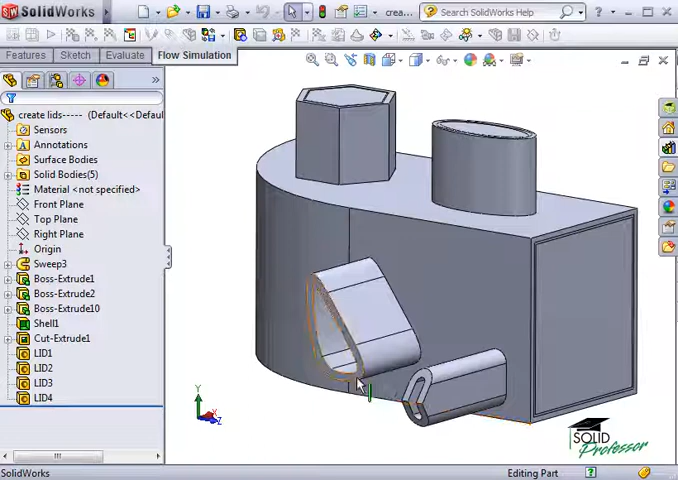 SolidWorks
crea...
Search SolidWorks Help
Features
Sketch
Evaluate
Flow Simulation
create lids----- (Default<<Defaul
Sensors
Annotations
Surface Bodies
Solid Bodies(5)
Material <not specified>
Front Plane
Top Plane
Right Plane
Origin
Sweep3
Boss-Extrude1
Boss-Extrude2
Boss-Extrude10
Shell1
Cut-Extrude1
LID1
LID2
LID3
LID4
Y
X
Z
SOLID
Professor
SolidWorks
Editing Part